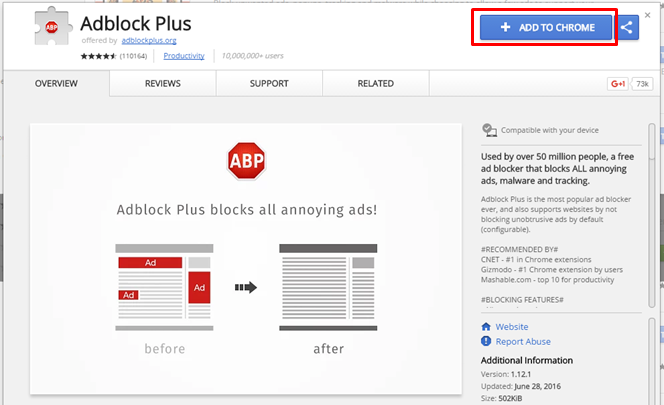 Adblock Plus
offered by adblockplus.org
(110164)
Productivity
10,000,000+ users
ADD TO CHROME
OVERVIEW
REVIEWS
SUPPORT
RELATED
G+1
73k
ABP
ABP
Adblock Plus blocks all annoying ads!
Ad
Ad
Ad
before
after
Compatible with your device
Used by over 50 million people, a free
ad blocker that blocks ALL annoying
ads, malware and tracking.
Adblock Plus is the most popular ad blocker
ever, and also supports websites by not
blocking unobtrusive ads by default
(configurable).
#RECOMMENDED BY#
CNET - #1 in Chrome extensions
Gizmodo - #1 Chrome extension by users
Mashable.com - top 10 for productivity
#BLOCKING FEATURES#
Website
Report Abuse
Additional Information
Version: 1.12.1
Updated: June 28, 2016
Size: 502KiB